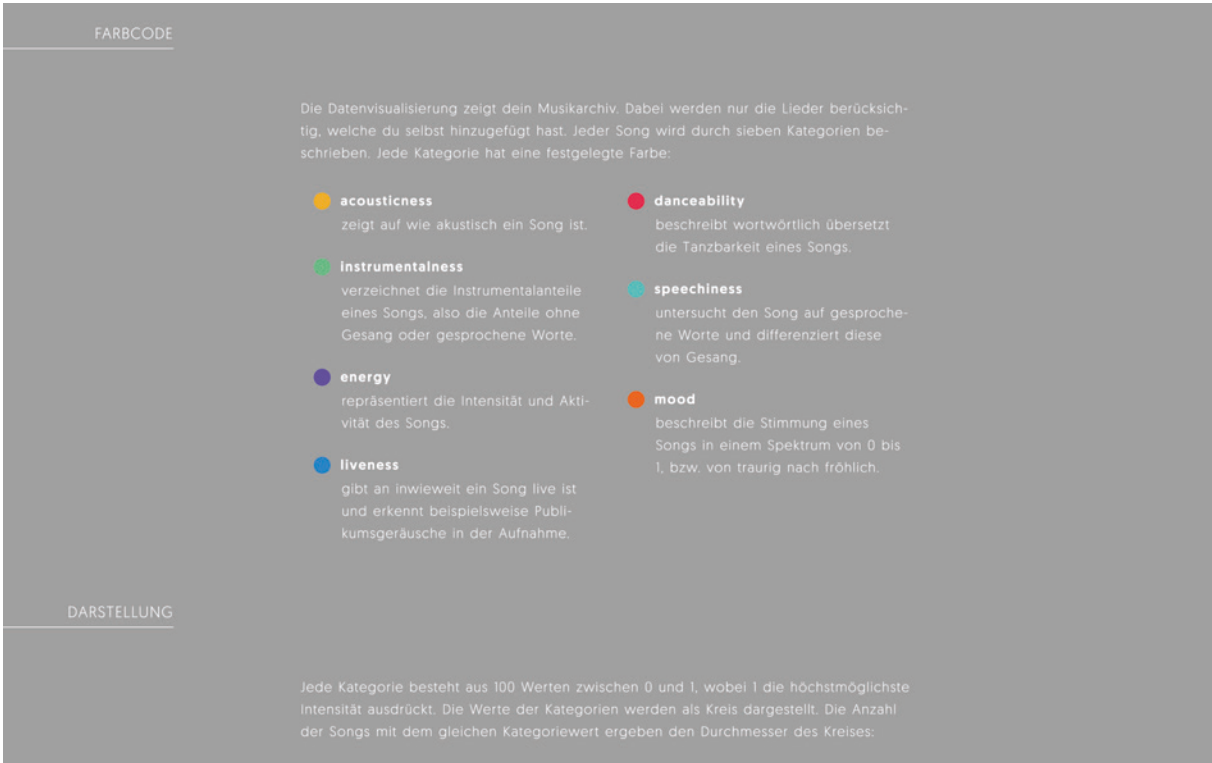 FARBCODE
Die Datenvisualisierung zeigt dein Musikarchiv. Dabei werden nur die Lieder berücksich-
tig, welche du selbst hinzugefügt hast. Jeder Song wird durch sieben Kategorien be-
schrieben. Jede Kategorie hat eine festgelegte Farbe:
acousticness
zeigt auf wie akustisch ein Song ist.
instrumentalness
verzeichnet die Instrumentalanteile
eines Songs, also die Anteile ohne
Gesang oder gesprochene Worte.
energy
repräsentiert die Intensität und Akti-
vität des Songs.
liveness
gibt an inwieweit ein Song live ist
und erkennt beispielsweise Publi-
kumsgeräusche in der Aufnahme.
danceability
beschreibt wortwörtlich übersetzt
die Tanzbarkeit eines Songs.
speechiness
untersucht den Song auf gesproche-
ne Worte und differenziert diese
von Gesang.
mood
beschreibt die Stimmung eines
Songs in einem Spektrum von 0 bis
1, bzw. von traurig nach fröhlich.
DARSTELLUNG
Jede Kategorie besteht aus 100 Werten zwischen 0 und 1, wobei 1 die höchstmöglichste
Intensität ausdrückt. Die Werte der Kategorien werden als Kreis dargestellt. Die Anzahl
der Songs mit dem gleichen Kategoriewert ergeben den Durchmesser des Kreises: